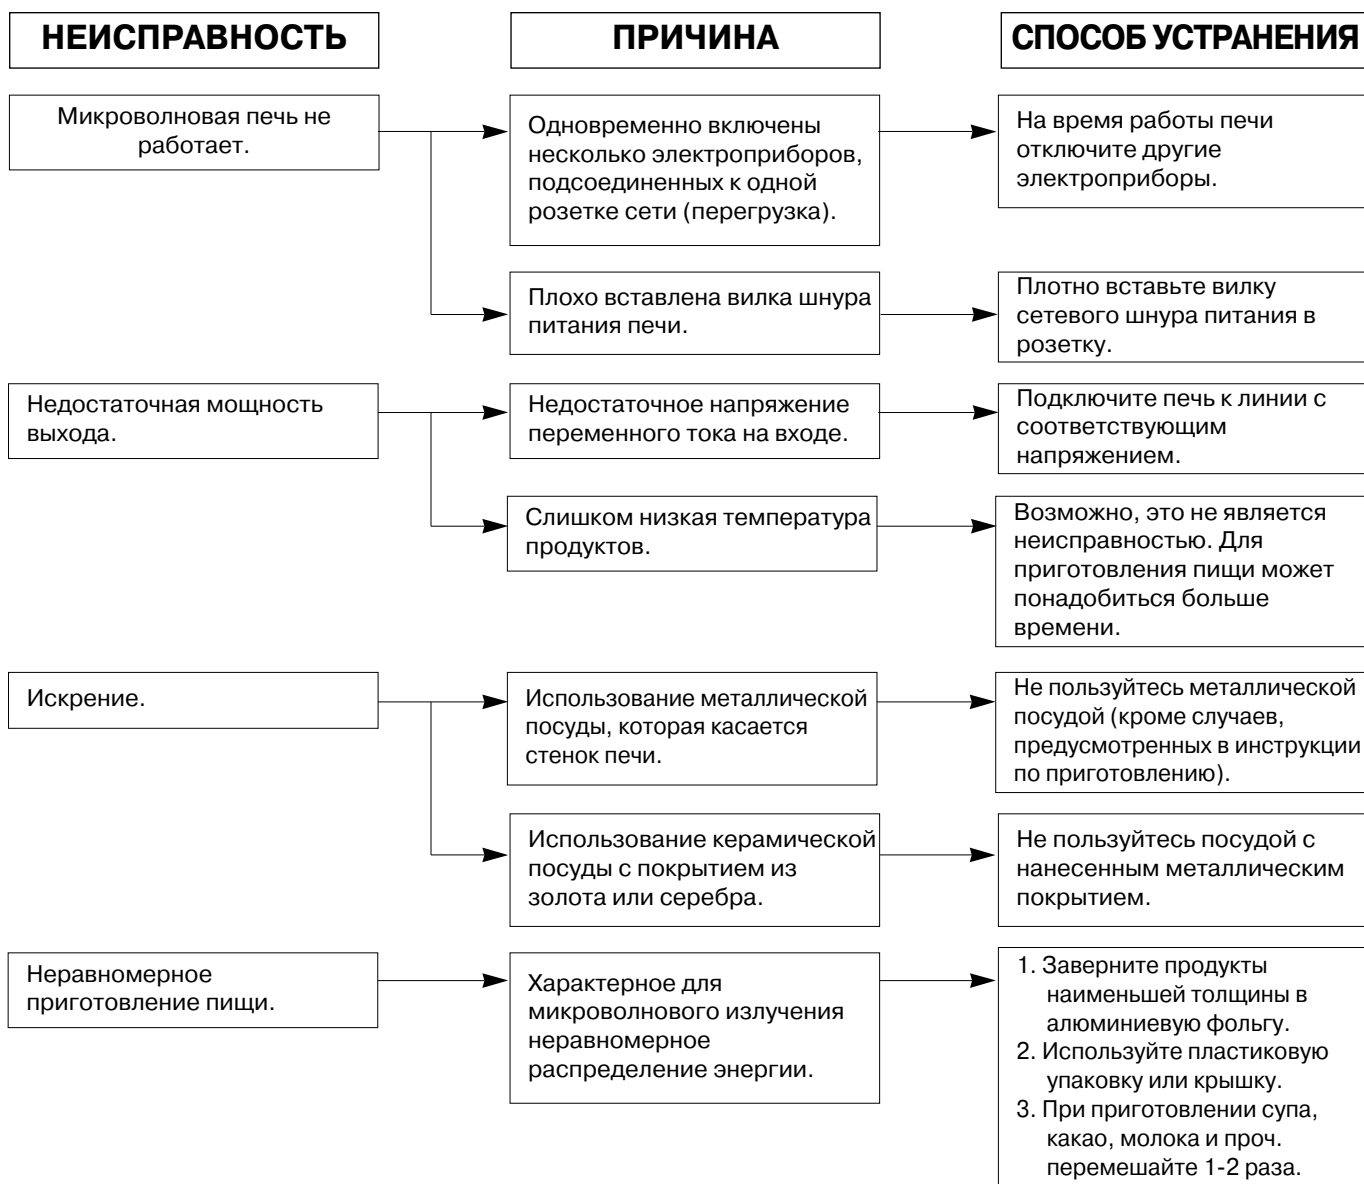 НЕИСПРАВНОСТЬ
ПРИЧИНА
СПОСОБ УСТРАНЕНИЯ
Микроволновая печь не
работает.
Одновременно включены
несколько электроприборов,
подсоединенных к одной
розетке сети (перегрузка).
На время работы печи
отключите другие
электроприборы.
Плохо вставлена вилка шнура
питания печи.
Плотно вставьте вилку
сетевого шнура питания в
розетку.
Недостаточная мощность
выхода.
Недостаточное напряжение
переменного тока на входе.
Подключите печь к линии с
соответствующим
напряжением.
Слишком низкая температура
продуктов.
Возможно, это не является
неисправностью. Для
приготовления пищи может
понадобиться больше
времени.
Искрение.
Использование металлической
посуды, которая касается
стенок печи.
Не пользуйтесь металлической
посудой (кроме случаев,
предусмотренных в инструкции
по приготовлению).
Использование керамической
посуды с покрытием из
золота или серебра.
Не пользуйтесь посудой с
нанесенным металлическим
покрытием.
Неравномерное
приготовление пищи.
Характерное для
микроволнового излучения
неравномерное
распределение энергии.
1. Заверните продукты
наименьшей толщины в
алюминиевую фольгу.
2. Используйте пластиковую
упаковку или крышку.
3. При приготовлении супа,
какао, молока и проч.
перемешайте 1-2 раза.